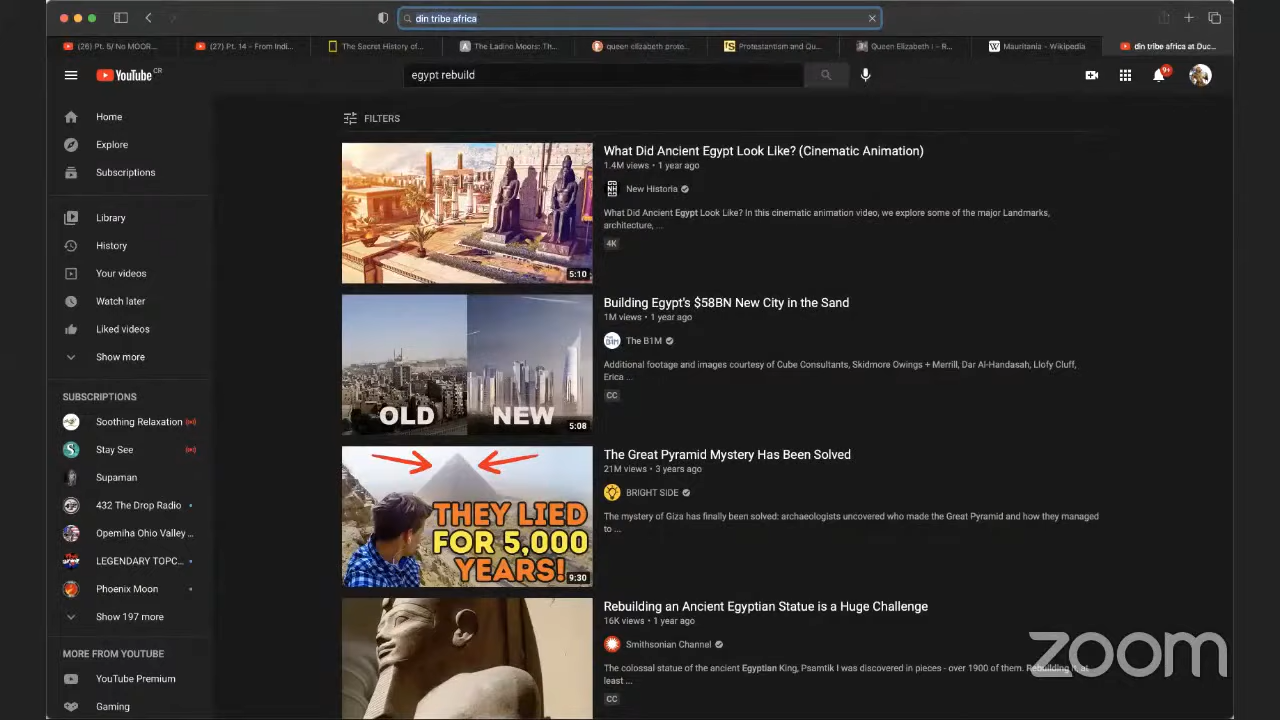 din tribe africa
(26) Pt. 5/ No MOOR...
(27) Pt. 14 - From Indi...
The Secret History of...
The Ladino Moors: Th...
queen elizabeth prote...
Protestantism and Qu...
Queen Elizabeth I – R...
Mauritania - Wikipedia
din tribe africa at Duc...
YouTube CR
egypt rebuild
9+
Home
Explore
Subscriptions
Library
History
Your videos
Watch later
Liked videos
Show more
SUBSCRIPTIONS
Soothing Relaxation
Stay See
Supaman
432 The Drop Radio
Opemiha Ohio Valley ...
LEGENDARY TOPC...
Phoenix Moon
Show 197 more
MORE FROM YOUTUBE
YouTube Premium
Gaming
FILTERS
5:10
What Did Ancient Egypt Look Like? (Cinematic Animation)
1.4M views • 1 year ago
New Historia
What Did Ancient Egypt Look Like? In this cinematic animation video, we explore some of the major Landmarks,
architecture, ...
4K
OLD NEW
5:08
Building Egypt's $58BN New City in the Sand
1M views • 1 year ago
The B1M
Additional footage and images courtesy of Cube Consultants, Skidmore Owings + Merrill, Dar Al-Handasah, Llofy Cluff,
Erica ...
CC
THEY LIED
FOR 5,000
YEARS!
9:30
The Great Pyramid Mystery Has Been Solved
21M views • 3 years ago
BRIGHT SIDE
The mystery of Giza has finally been solved: archaeologists uncovered who made the Great Pyramid and how they managed
to ...
Rebuilding an Ancient Egyptian Statue is a Huge Challenge
16K views • 1 year ago
Smithsonian Channel
The colossal statue of the ancient Egyptian King, Psamtik I was discovered in pieces - over 1900 of them. Rebuilding it, at
least ...
CC
zoom